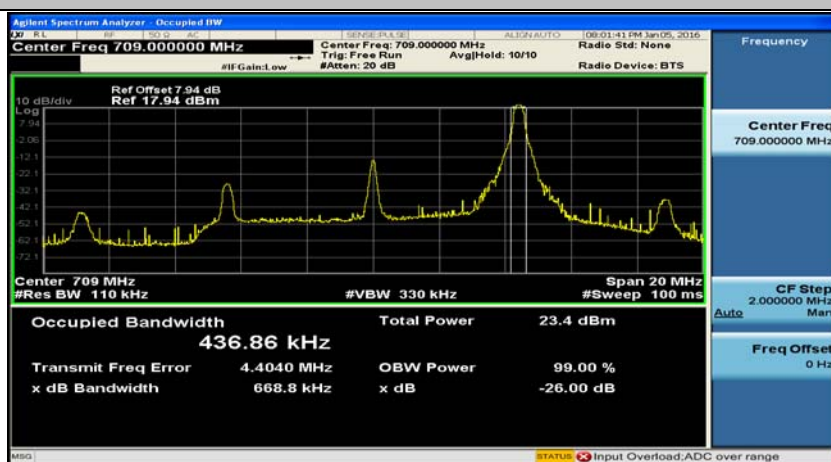 Agilent Spectrum Analyzer - Occupied BW
RL RF 50 Ω AC SENSE:PULSE ALIGN AUTO 08:01:41 PM Jan 05, 2016
Center Freq 709.000000 MHz
Center Freq: 709.000000 MHz
Radio Std: None
Trig: Free Run Avg|Hold: 10/10
#IFGain:Low
#Atten: 20 dB
Radio Device: BTS
Ref Offset 7.94 dB
10 dB/div Ref 17.94 dBm
Log
7.94
-2.06
-12.1
-22.1
-32.1
-42.1
-52.1
-62.1
-72.1
Center 709 MHz Span 20 MHz
#Res BW 110 kHz #VBW 330 kHz #Sweep 100 ms
Occupied Bandwidth Total Power 23.4 dBm
436.86 kHz
Transmit Freq Error 4.4040 MHz OBW Power 99.00 %
x dB Bandwidth 668.8 kHz x dB -26.00 dB
Frequency
Center Freq
709.000000 MHz
CF Step
2.000000 MHz
Auto Man
Freq Offset
0 Hz
MSG STATUS Input Overload;ADC over range